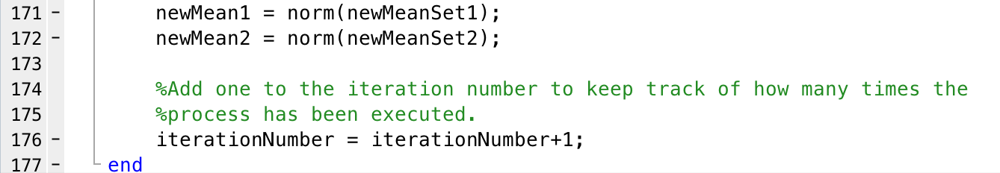 171 - newMean1 = norm(newMeanSet1);
172 - newMean2 = norm(newMeanSet2);
173
174 %Add one to the iteration number to keep track of how many times the
175 %process has been executed.
176 - iterationNumber = iterationNumber+1;
177 - end